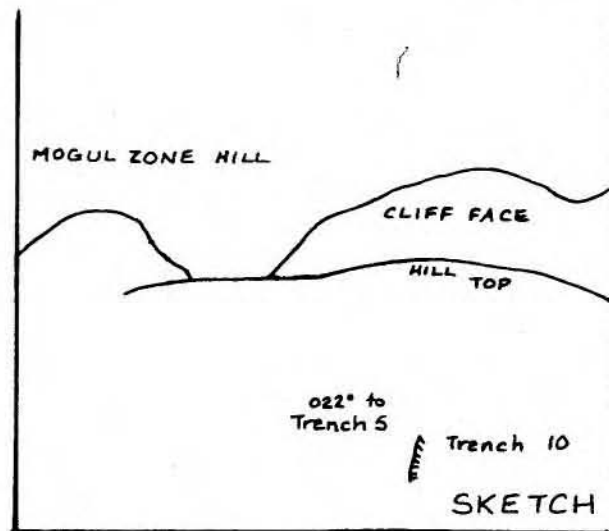 MOGUL ZONE HILL
CLIFF FACE
HILL TOP
022° to
Trench 5
Trench 10
SKETCH